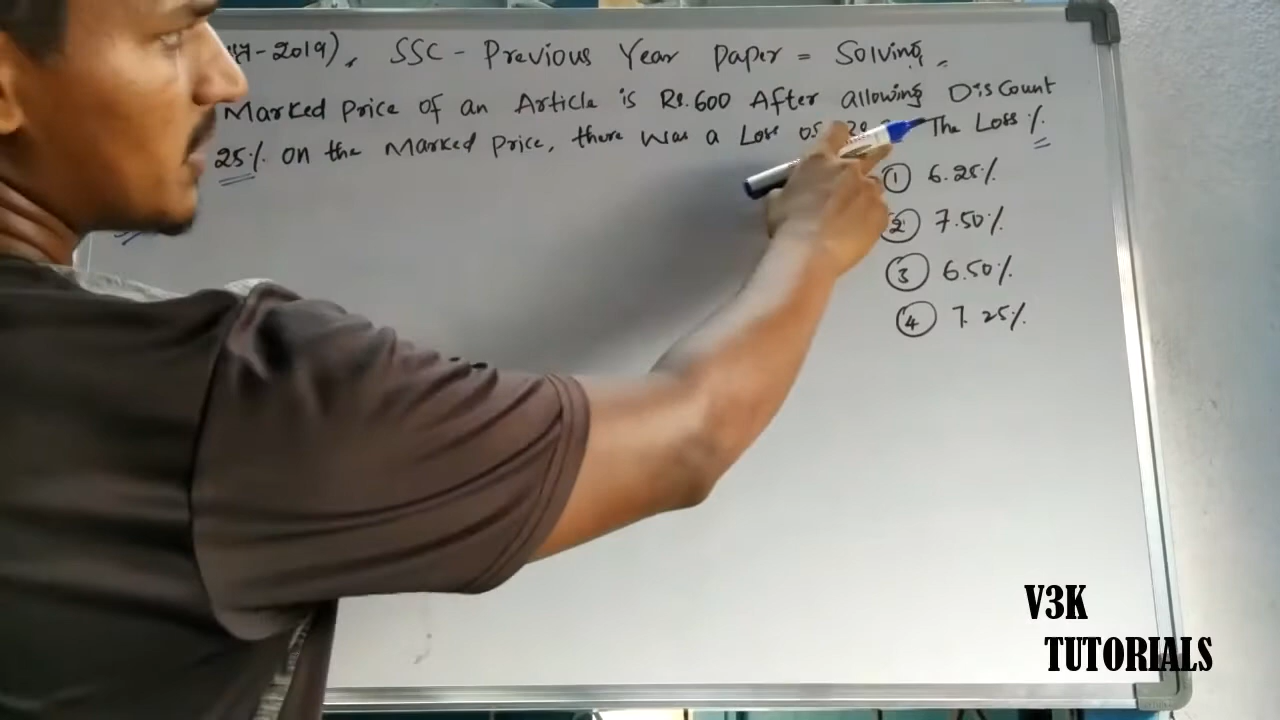 -2019), SSC - Previous Year Paper = Solving
Marked Price of an Article is Rs.600 After allowing Discount
25% on the Marked Price, there was a Loss of The Loss %
① 6.25%
② 7.50%
③ 6.50%
④ 7.25%
V3K
TUTORIALS